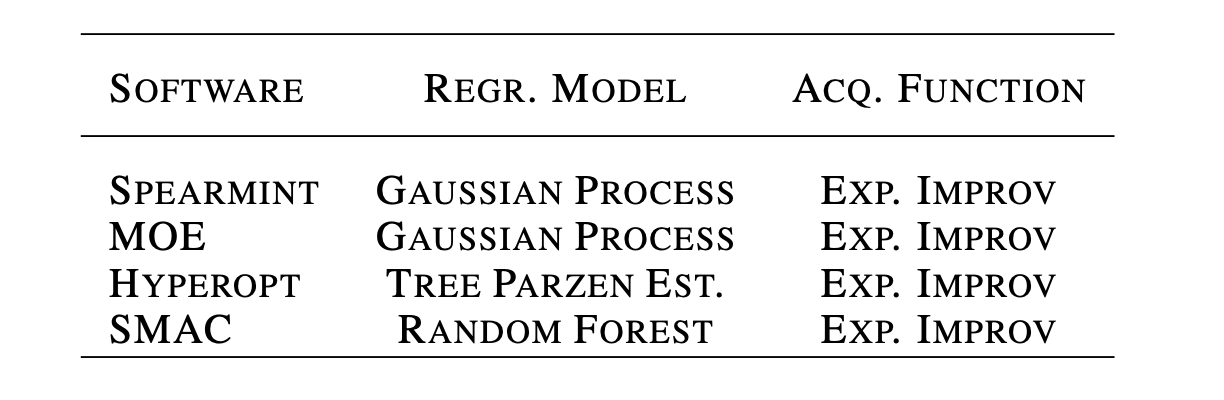 SOFTWARE REGR. MODEL ACQ. FUNCTION
SPEARMINT GAUSSIAN PROCESS EXP. IMPROV
MOE GAUSSIAN PROCESS EXP. IMPROV
HYPEROPT TREE PARZEN EST. EXP. IMPROV
SMAC RANDOM FOREST EXP. IMPROV